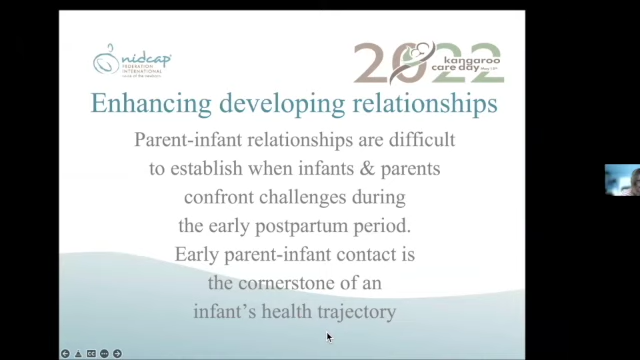 nidcap
FEDERATION
INTERNATIONAL
2022
kangaroo
care day
Enhancing developing relationships
Parent-infant relationships are difficult
to establish when infants & parents
confront challenges during
the early postpartum period.
Early parent-infant contact is
the cornerstone of an
infant's health trajectory